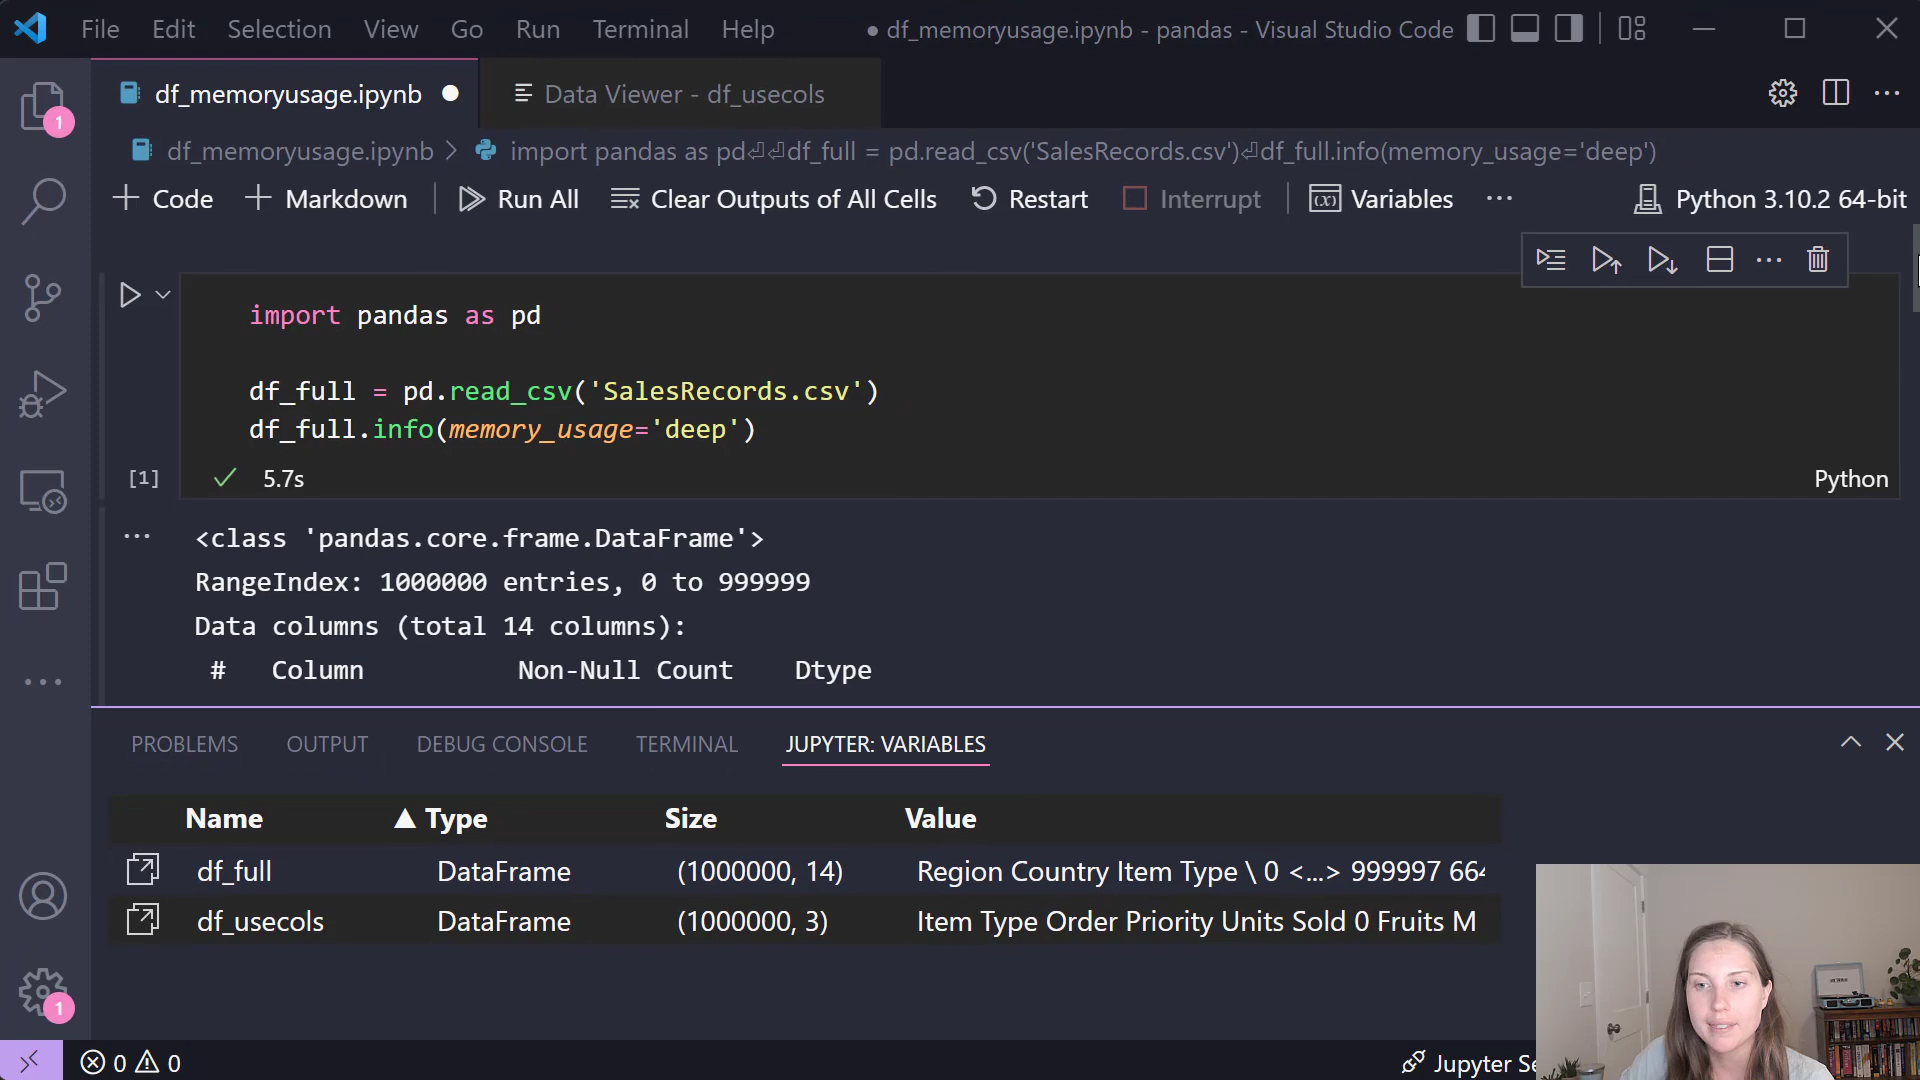 File Edit Selection View Go Run Terminal Help ● df_memoryusage.ipynb - pandas - Visual Studio Code
df_memoryusage.ipynb Data Viewer - df_usecols
1
df_memoryusage.ipynb > import pandas as pd⏎⏎df_full = pd.read_csv('SalesRecords.csv')⏎df_full.info(memory_usage='deep')
+ Code + Markdown Run All Clear Outputs of All Cells Restart Interrupt Variables ... Python 3.10.2 64-bit
import pandas as pd
df_full = pd.read_csv('SalesRecords.csv')
df_full.info(memory_usage='deep')
[1] ✓ 5.7s Python
... <class 'pandas.core.frame.DataFrame'>
RangeIndex: 1000000 entries, 0 to 999999
Data columns (total 14 columns):
# Column Non-Null Count Dtype
PROBLEMS OUTPUT DEBUG CONSOLE TERMINAL JUPYTER: VARIABLES
Name ▲ Type Size Value
df_full DataFrame (1000000, 14) Region Country Item Type \ 0 <...> 999997 664
df_usecols DataFrame (1000000, 3) Item Type Order Priority Units Sold 0 Fruits M
1
0 0 Jupyter Se